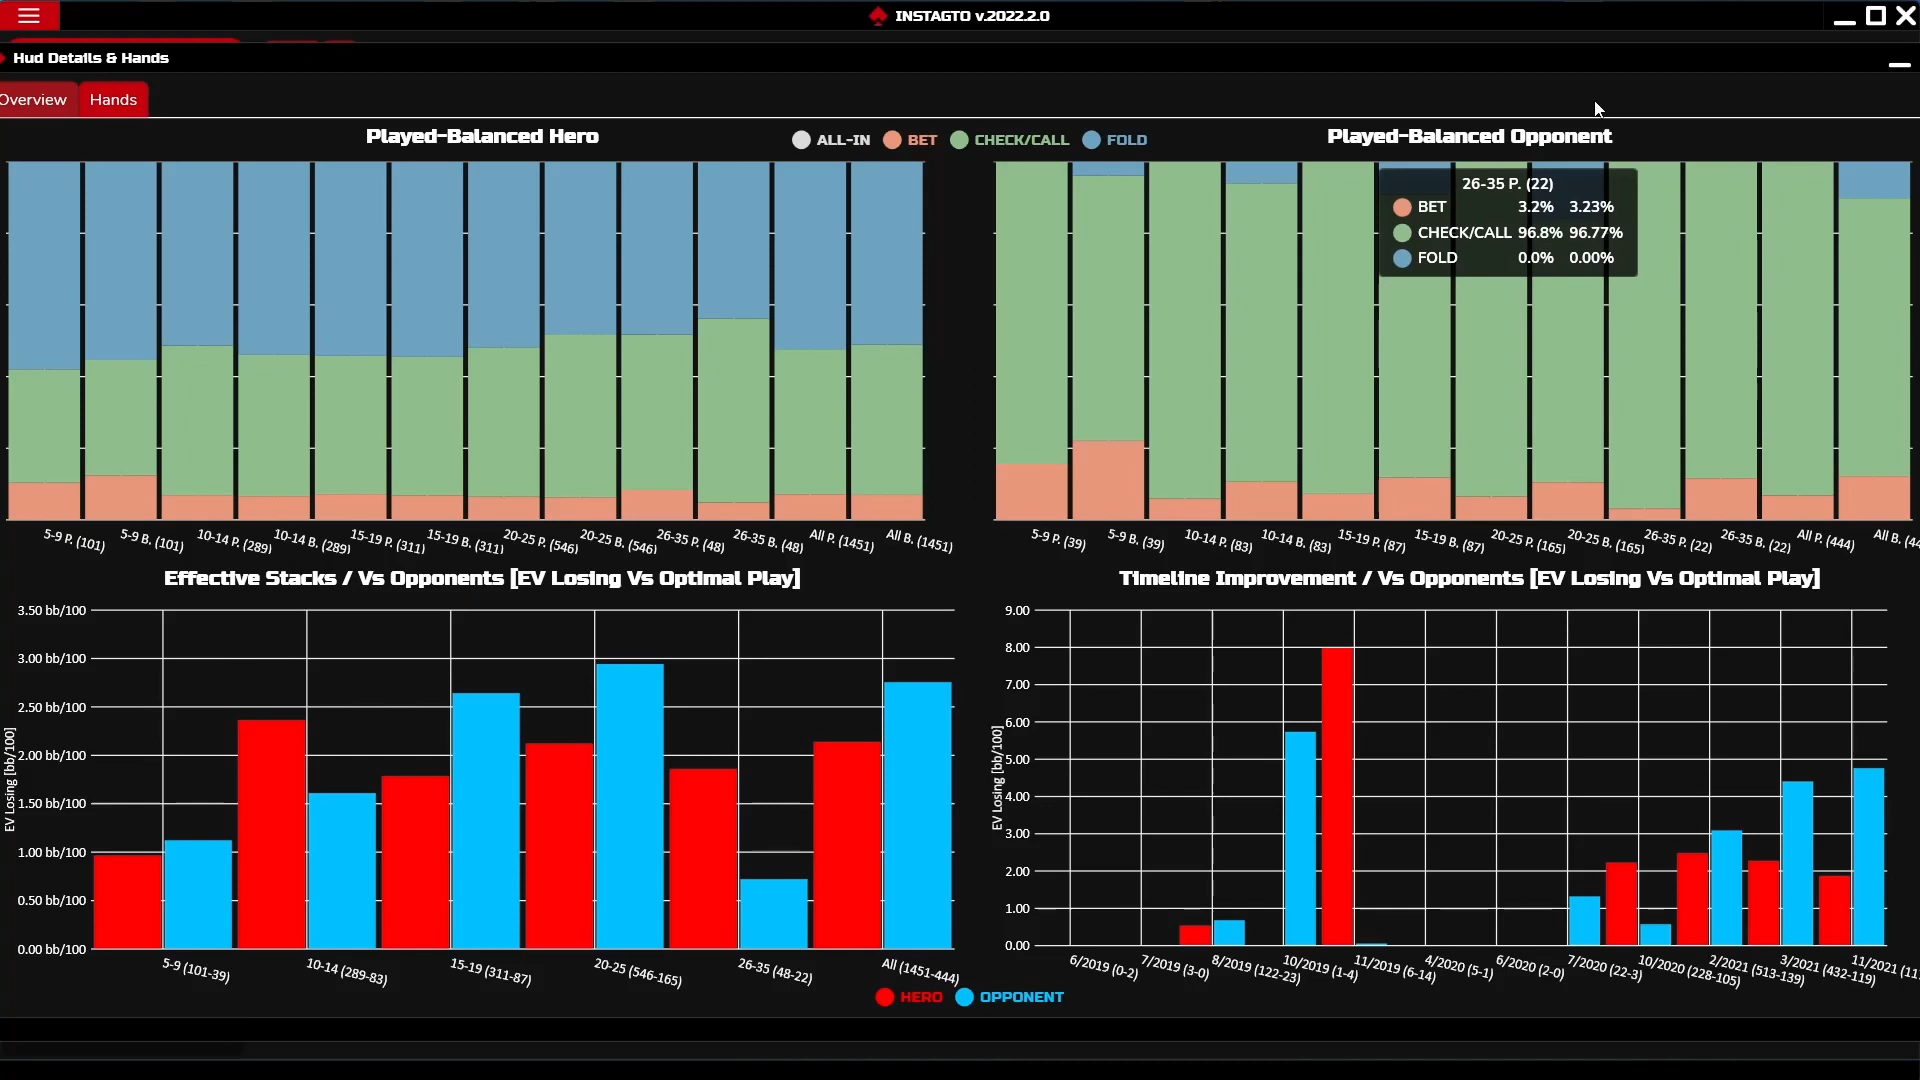 INSTAGTO v.2022.2.0
Hud Details & Hands
Overview
Hands
Played-Balanced Hero
ALL-IN BET CHECK/CALL FOLD
Played-Balanced Opponent
26-35 P. (22)
BET 3.2% 3.23%
CHECK/CALL 96.8% 96.77%
FOLD 0.0% 0.00%
5-9 P. (101)
5-9 B. (101)
10-14 P. (289)
10-14 B. (289)
15-19 P. (311)
15-19 B. (311)
20-25 P. (546)
20-25 B. (546)
26-35 P. (48)
26-35 B. (48)
All P. (1451)
All B. (1451)
5-9 P. (39)
5-9 B. (39)
10-14 P. (83)
10-14 B. (83)
15-19 P. (87)
15-19 B. (87)
20-25 P. (165)
20-25 B. (165)
26-35 P. (22)
26-35 B. (22)
All P. (444)
All B. (44
Effective Stacks / Vs Opponents [EV Losing Vs Optimal Play]
3.50 bb/100
3.00 bb/100
2.50 bb/100
2.00 bb/100
1.50 bb/100
1.00 bb/100
0.50 bb/100
0.00 bb/100
EV Losing [bb/100]
5-9 (101-39)
10-14 (289-83)
15-19 (311-87)
20-25 (546-165)
26-35 (48-22)
All (1451-444)
Timeline Improvement / Vs Opponents [EV Losing Vs Optimal Play]
9.00
8.00
7.00
6.00
5.00
4.00
3.00
2.00
1.00
0.00
EV Losing [bb/100]
6/2019 (0-2)
7/2019 (3-0)
8/2019 (122-23)
10/2019 (1-4)
11/2019 (6-14)
4/2020 (5-1)
6/2020 (2-0)
7/2020 (22-3)
10/2020 (228-105)
2/2021 (513-139)
3/2021 (432-119)
11/2021 (11
HERO OPPONENT